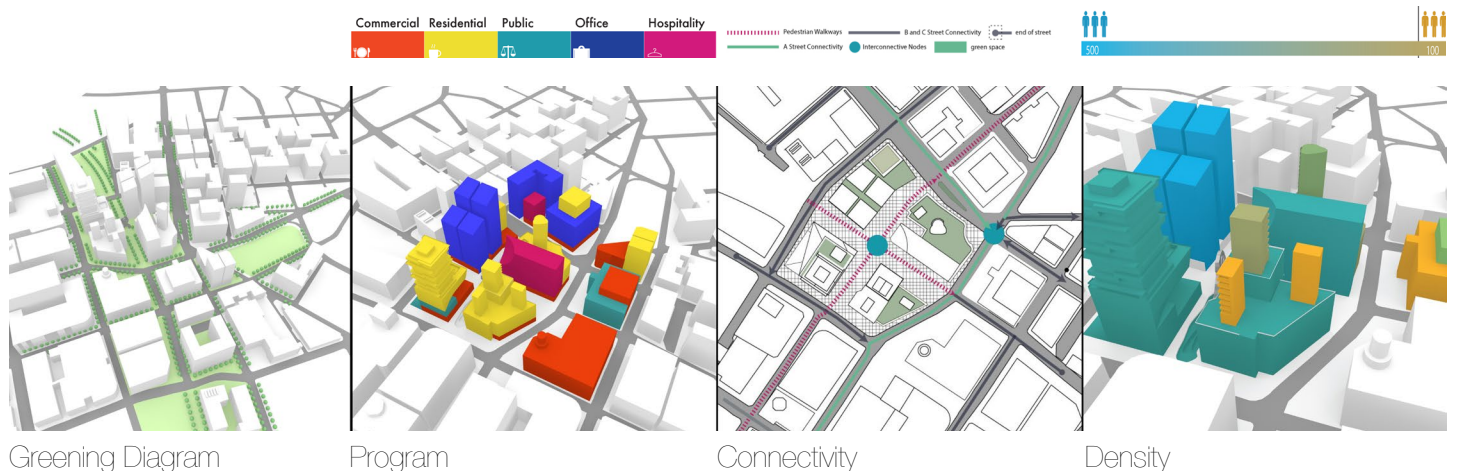 Commercial Residential Public Office Hospitality
Pedestrian Walkways B and C Street Connectivity end of street
A Street Connectivity Interconnective Nodes green space
500 100
Greening Diagram Program Connectivity Density